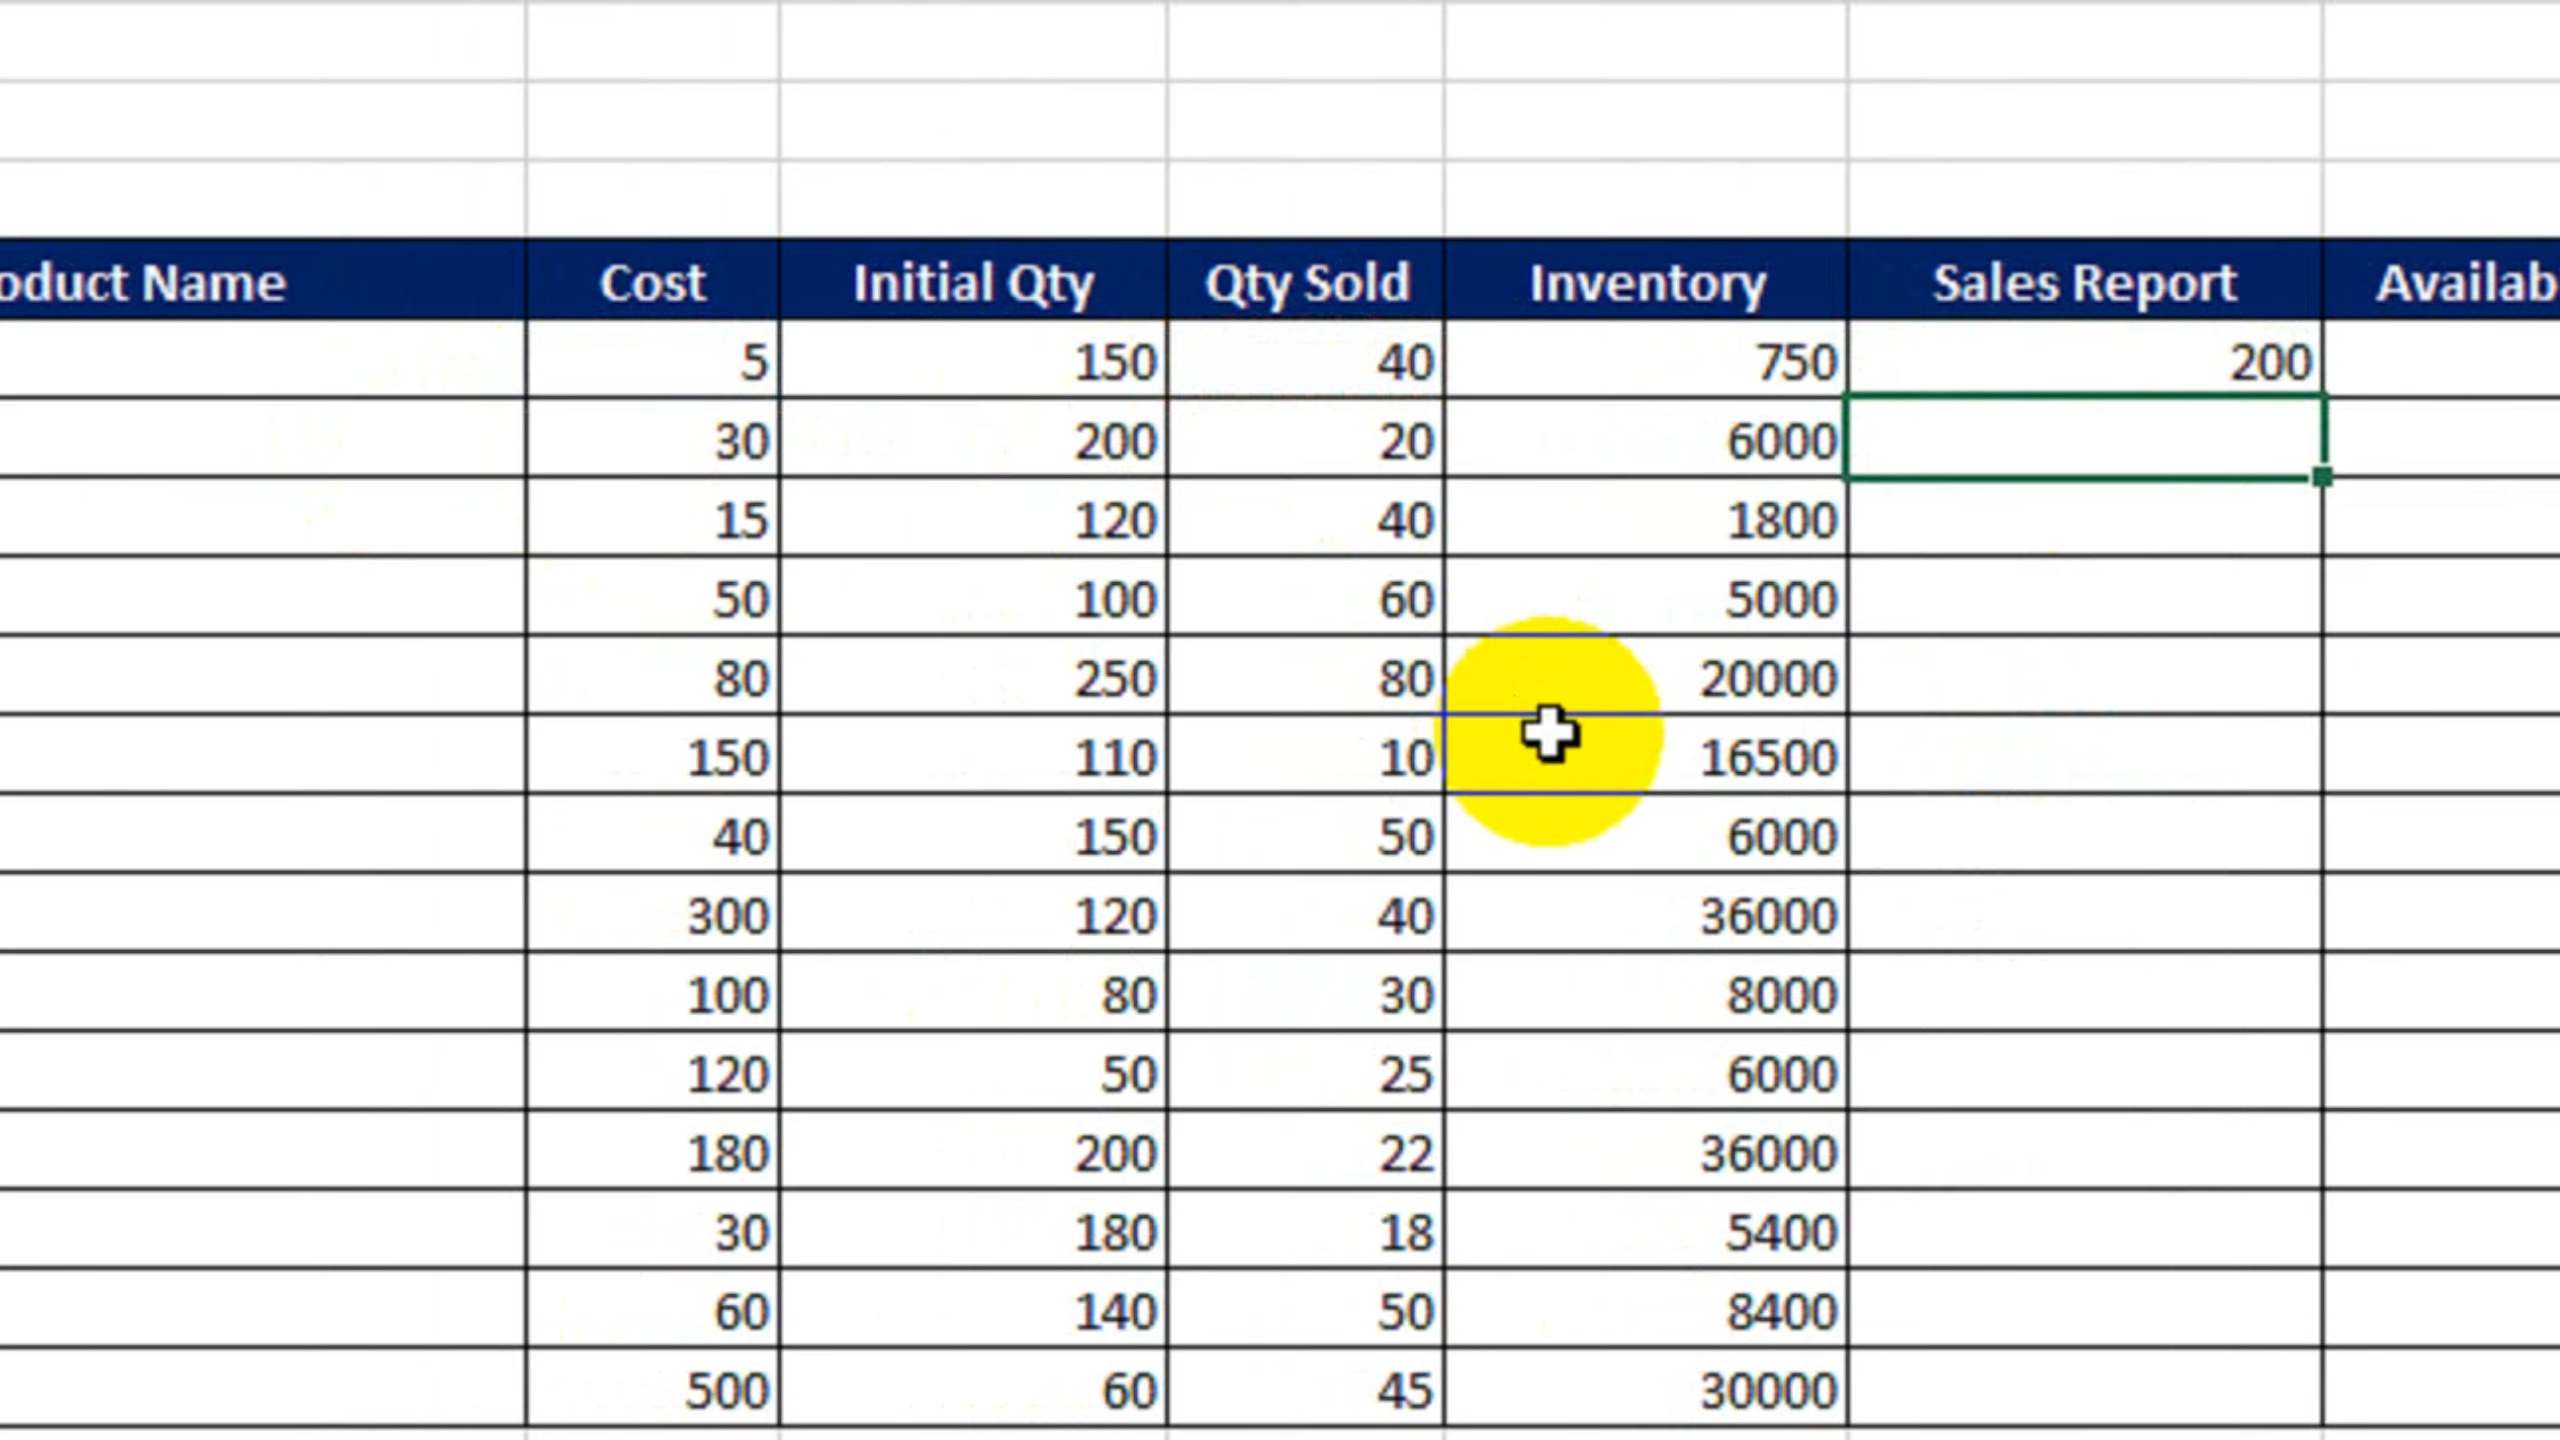 oduct Name Cost Initial Qty Qty Sold Inventory Sales Report Availab
5 150 40 750 200
30 200 20 6000
15 120 40 1800
50 100 60 5000
80 250 80 20000
150 110 10 16500
40 150 50 6000
300 120 40 36000
100 80 30 8000
120 50 25 6000
180 200 22 36000
30 180 18 5400
60 140 50 8400
500 60 45 30000